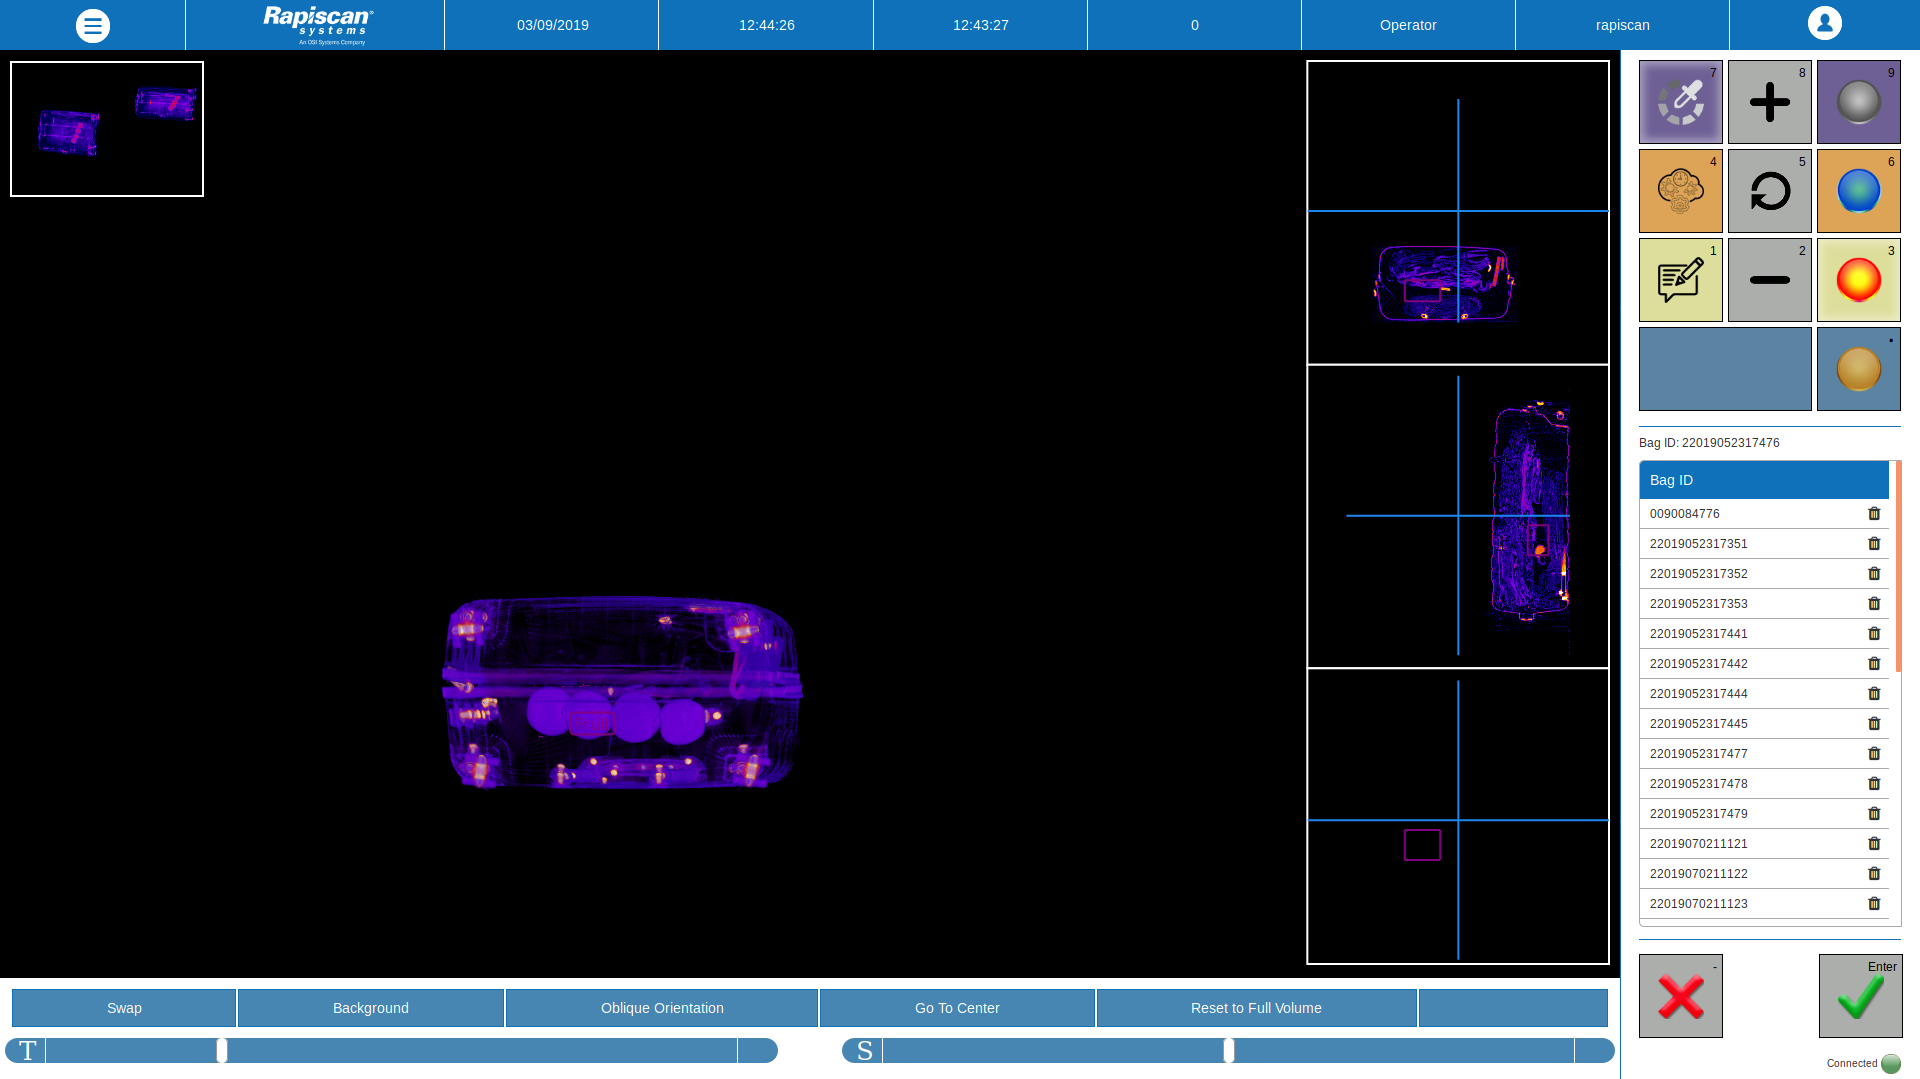 Rapiscan®
systems
An OSI Systems Company
03/09/2019
12:44:26
12:43:27
0
Operator
rapiscan
7
8
9
4
5
6
1
2
3
.
Bag ID: 22019052317476
Bag ID
0090084776
22019052317351
22019052317352
22019052317353
22019052317441
22019052317442
22019052317444
22019052317445
22019052317477
22019052317478
22019052317479
22019070211121
22019070211122
22019070211123
-
Enter
Swap
Background
Oblique Orientation
Go To Center
Reset to Full Volume
T
S
Connected